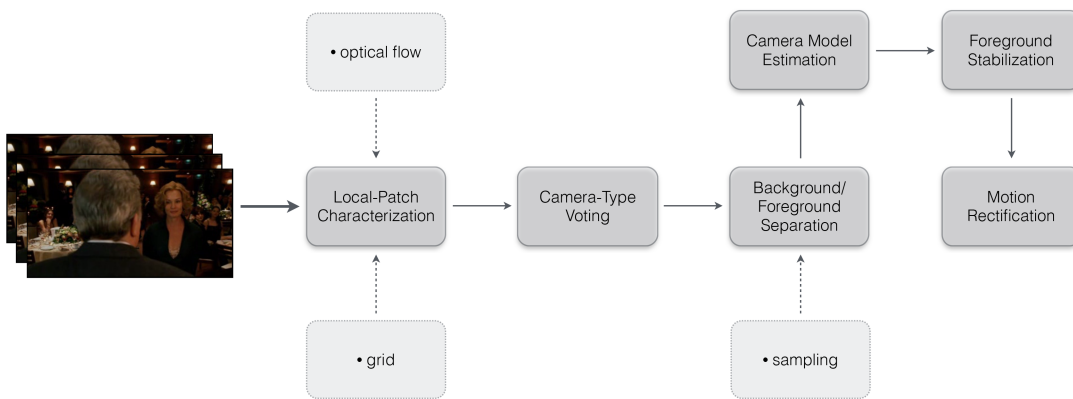 • optical flow
Camera Model
Estimation
Foreground
Stabilization
Local-Patch
Characterization
Camera-Type
Voting
Background/
Foreground
Separation
Motion
Rectification
• grid
• sampling